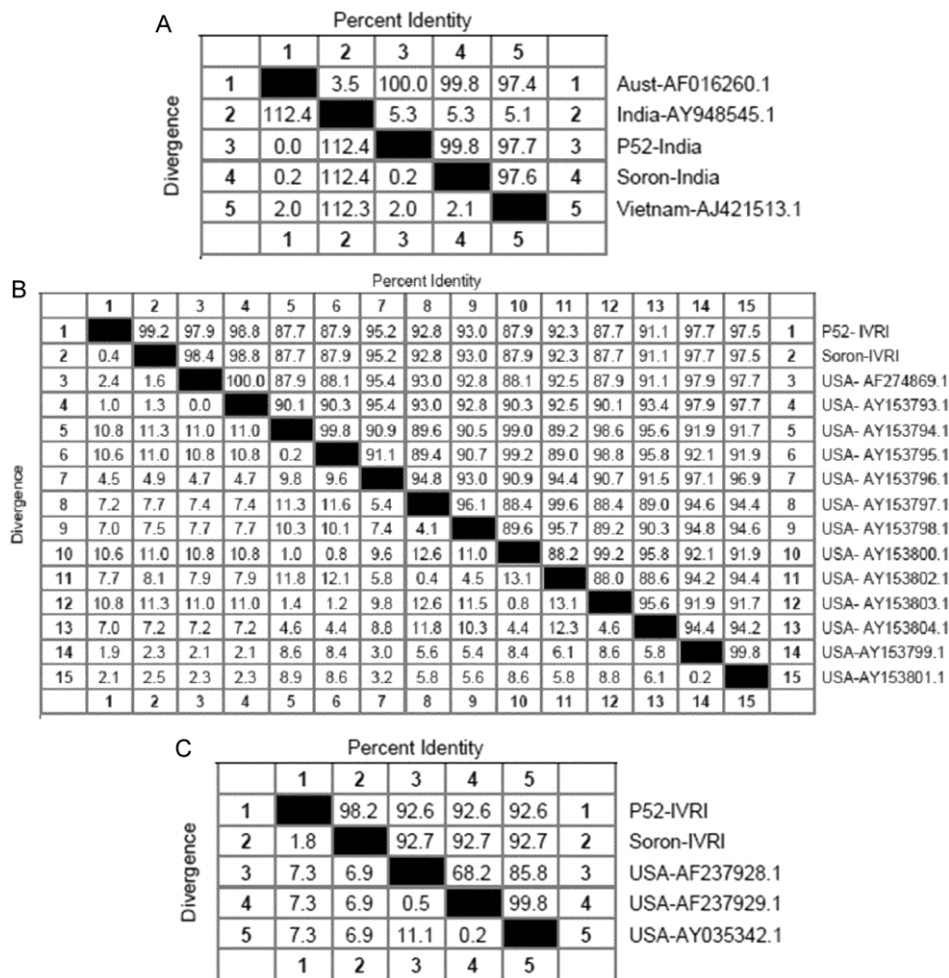 A
Percent Identity
1 2 3 4 5
1 3.5 100.0 99.8 97.4 1 Aust-AF016260.1
2 112.4 5.3 5.3 5.1 2 India-AY948545.1
3 0.0 112.4 99.8 97.7 3 P52-India
4 0.2 112.4 0.2 97.6 4 Soron-India
5 2.0 112.3 2.0 2.1 5 Vietnam-AJ421513.1
1 2 3 4 5
Divergence
B
Percent Identity
1 2 3 4 5 6 7 8 9 10 11 12 13 14 15
1 99.2 97.9 98.8 87.7 87.9 95.2 92.8 93.0 87.9 92.3 87.7 91.1 97.7 97.5 1 P52- IVRI
2 0.4 98.4 98.8 87.7 87.9 95.2 92.8 93.0 87.9 92.3 87.7 91.1 97.7 97.5 2 Soron-IVRI
3 2.4 1.6 100.0 87.9 88.1 95.4 93.0 92.8 88.1 92.5 87.9 91.1 97.9 97.7 3 USA- AF274869.1
4 1.0 1.3 0.0 90.1 90.3 95.4 93.0 92.8 90.3 92.5 90.1 93.4 97.9 97.7 4 USA- AY153793.1
5 10.8 11.3 11.0 11.0 99.8 90.9 89.6 90.5 99.0 89.2 98.6 95.6 91.9 91.7 5 USA- AY153794.1
6 10.6 11.0 10.8 10.8 0.2 91.1 89.4 90.7 99.2 89.0 98.8 95.8 92.1 91.9 6 USA- AY153795.1
7 4.5 4.9 4.7 4.7 9.8 9.6 94.8 93.0 90.9 94.4 90.7 91.5 97.1 96.9 7 USA- AY153796.1
8 7.2 7.7 7.4 7.4 11.3 11.6 5.4 96.1 88.4 99.6 88.4 89.0 94.6 94.4 8 USA- AY153797.1
9 7.0 7.5 7.7 7.7 10.3 10.1 7.4 4.1 89.6 95.7 89.2 90.3 94.8 94.6 9 USA- AY153798.1
10 10.6 11.0 10.8 10.8 1.0 0.8 9.6 12.6 11.0 88.2 99.2 95.8 92.1 91.9 10 USA- AY153800.1
11 7.7 8.1 7.9 7.9 11.8 12.1 5.8 0.4 4.5 13.1 88.0 88.6 94.2 94.4 11 USA- AY153802.1
12 10.8 11.3 11.0 11.0 1.4 1.2 9.8 12.6 11.5 0.8 13.1 95.6 91.9 91.7 12 USA- AY153803.1
13 7.0 7.2 7.2 7.2 4.6 4.4 8.8 11.8 10.3 4.4 12.3 4.6 94.4 94.2 13 USA- AY153804.1
14 1.9 2.3 2.1 2.1 8.6 8.4 3.0 5.6 5.4 8.4 6.1 8.6 5.8 99.8 14 USA-AY153799.1
15 2.1 2.5 2.3 2.3 8.9 8.6 3.2 5.8 5.6 8.6 5.8 8.8 6.1 0.2 15 USA-AY153801.1
1 2 3 4 5 6 7 8 9 10 11 12 13 14 15
Divergence
C
Percent Identity
1 2 3 4 5
1 98.2 92.6 92.6 92.6 1 P52-IVRI
2 1.8 92.7 92.7 92.7 2 Soron-IVRI
3 7.3 6.9 68.2 85.8 3 USA-AF237928.1
4 7.3 6.9 0.5 99.8 4 USA-AF237929.1
5 7.3 6.9 11.1 0.2 5 USA-AY035342.1
1 2 3 4 5
Divergence